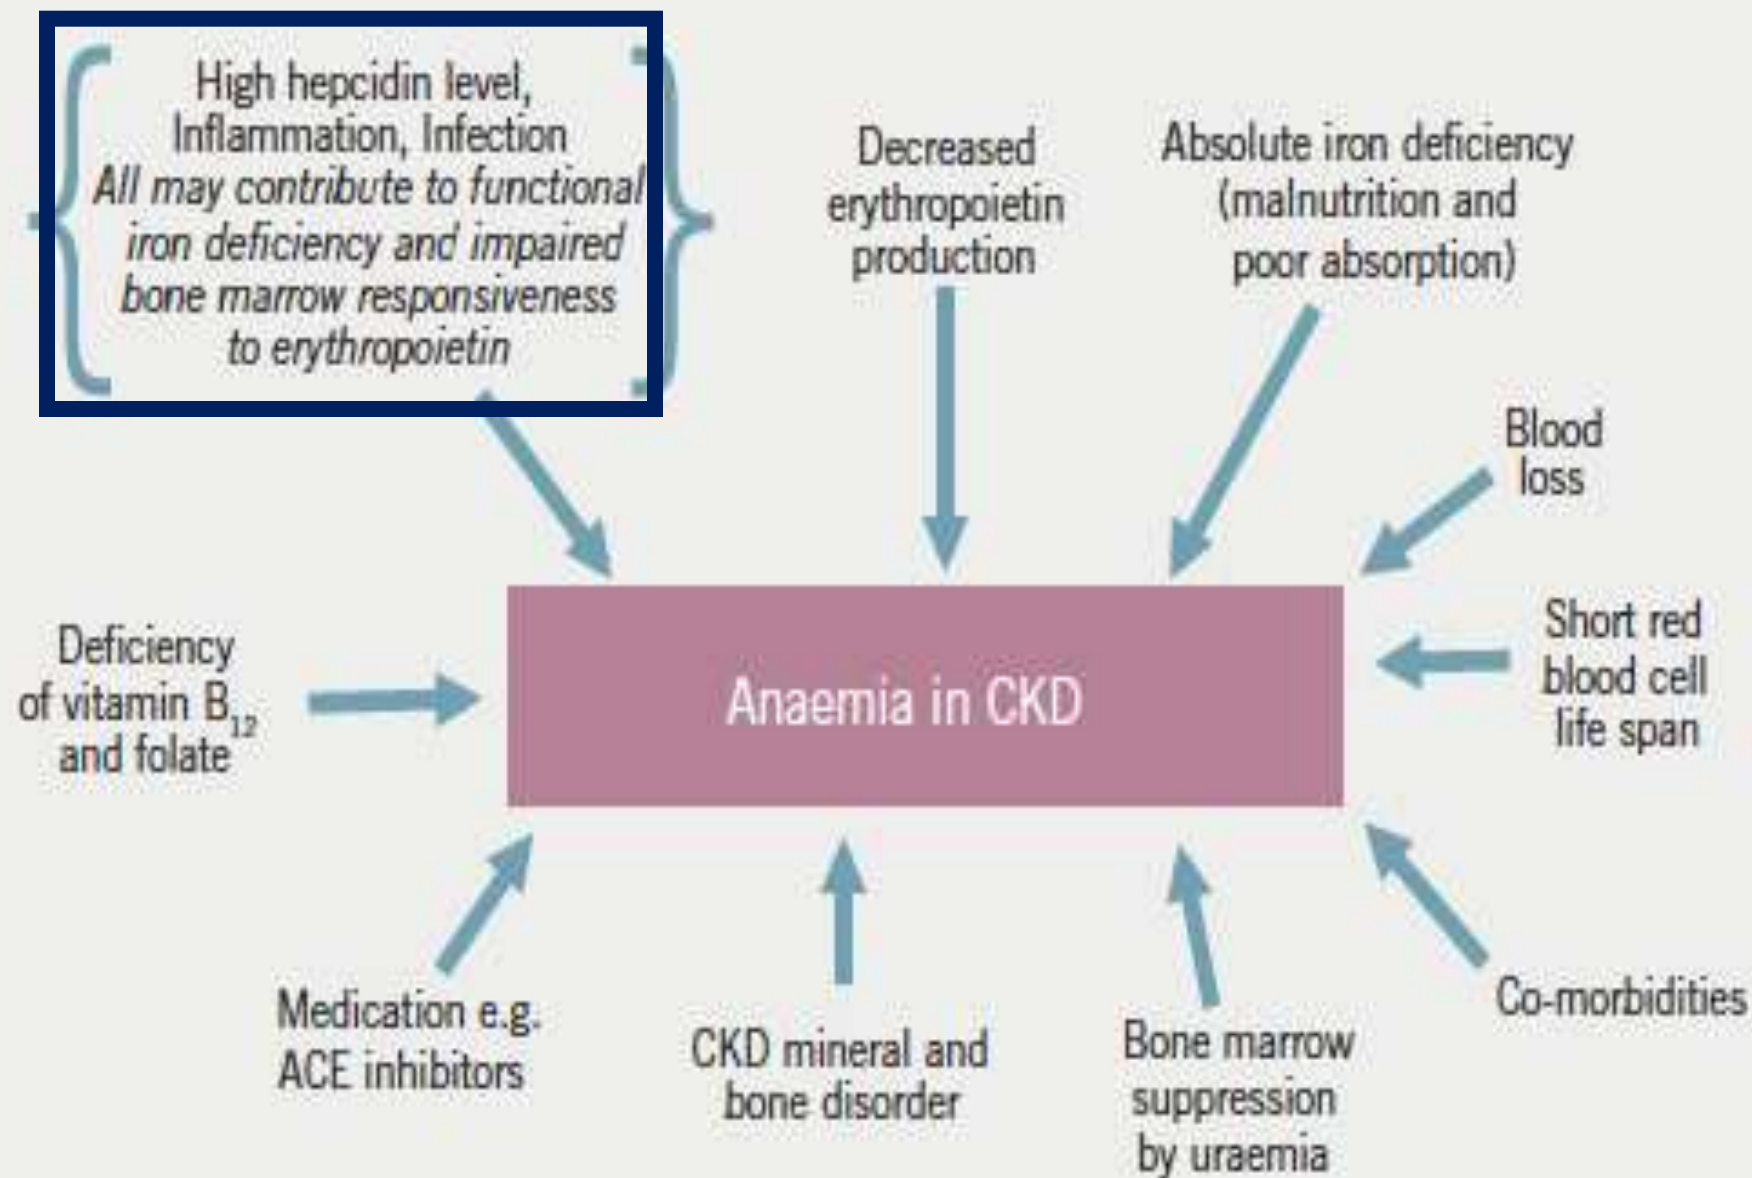 High hepcidin level,
Inflammation, Infection
All may contribute to functional
iron deficiency and impaired
bone marrow responsiveness
to erythropoietin
Decreased
erythropoietin
production
Absolute iron deficiency
(malnutrition and
poor absorption)
Blood
loss
Deficiency
of vitamin B₁₂
and folate
Anaemia in CKD
Short red
blood cell
life span
Medication e.g.
ACE inhibitors
CKD mineral and
bone disorder
Bone marrow
suppression
by uraemia
Co-morbidities